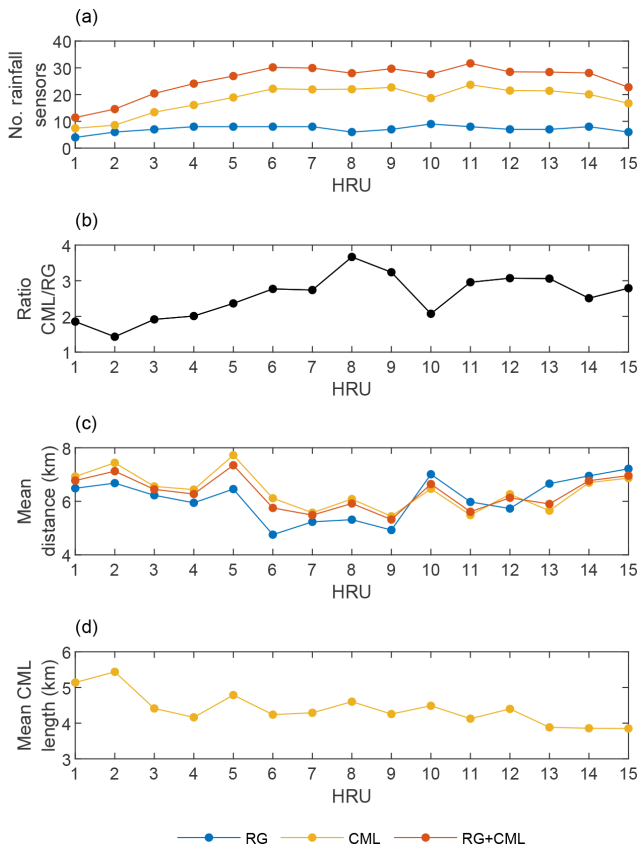 (a)
No. rainfall
sensors
40
30
20
10
0
1 2 3 4 5 6 7 8 9 10 11 12 13 14 15
HRU
(b)
Ratio
CML/RG
4
3
2
1
1 2 3 4 5 6 7 8 9 10 11 12 13 14 15
HRU
(c)
Mean
distance (km)
8
6
4
1 2 3 4 5 6 7 8 9 10 11 12 13 14 15
HRU
(d)
Mean CML
length (km)
6
5
4
3
1 2 3 4 5 6 7 8 9 10 11 12 13 14 15
HRU
RG CML RG+CML